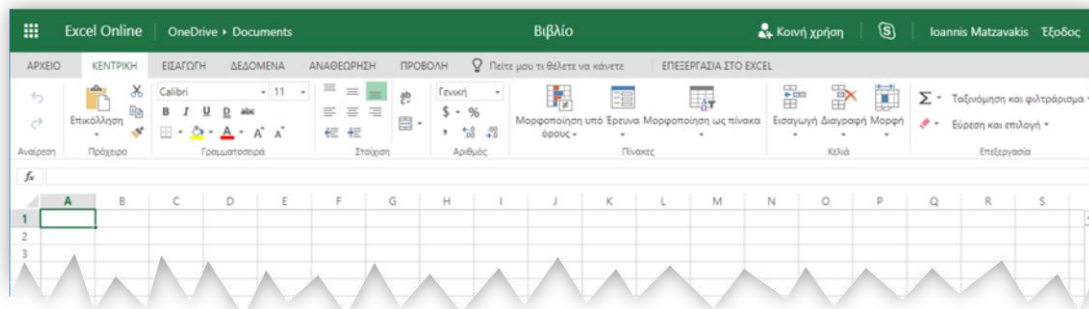 Excel Online OneDrive ▸ Documents Βιβλίο Κοινή χρήση Ioannis Matzavakis Έξοδος
ΑΡΧΕΙΟ ΚΕΝΤΡΙΚΗ ΕΙΣΑΓΩΓΗ ΔΕΔΟΜΕΝΑ ΑΝΑΘΕΩΡΗΣΗ ΠΡΟΒΟΛΗ Πείτε μου τι θέλετε να κάνετε ΕΠΕΞΕΡΓΑΣΙΑ ΣΤΟ EXCEL
Calibri 11 Γενική
Επικόλληση B I U D abc A A A $ % Μορφοποίηση υπό όρους Έρευνα Μορφοποίηση ως πίνακα Εισαγωγή Διαγραφή Μορφή Σ Ταξινόμηση και φιλτράρισμα
Εύρεση και επιλογή
Αναίρεση Πρόχειρο Γραμματοσειρά Στοίχιση Αριθμός Πίνακες Κελιά Επεξεργασία
fx
A B C D E F G H I J K L M N O P Q R S
1
2
3